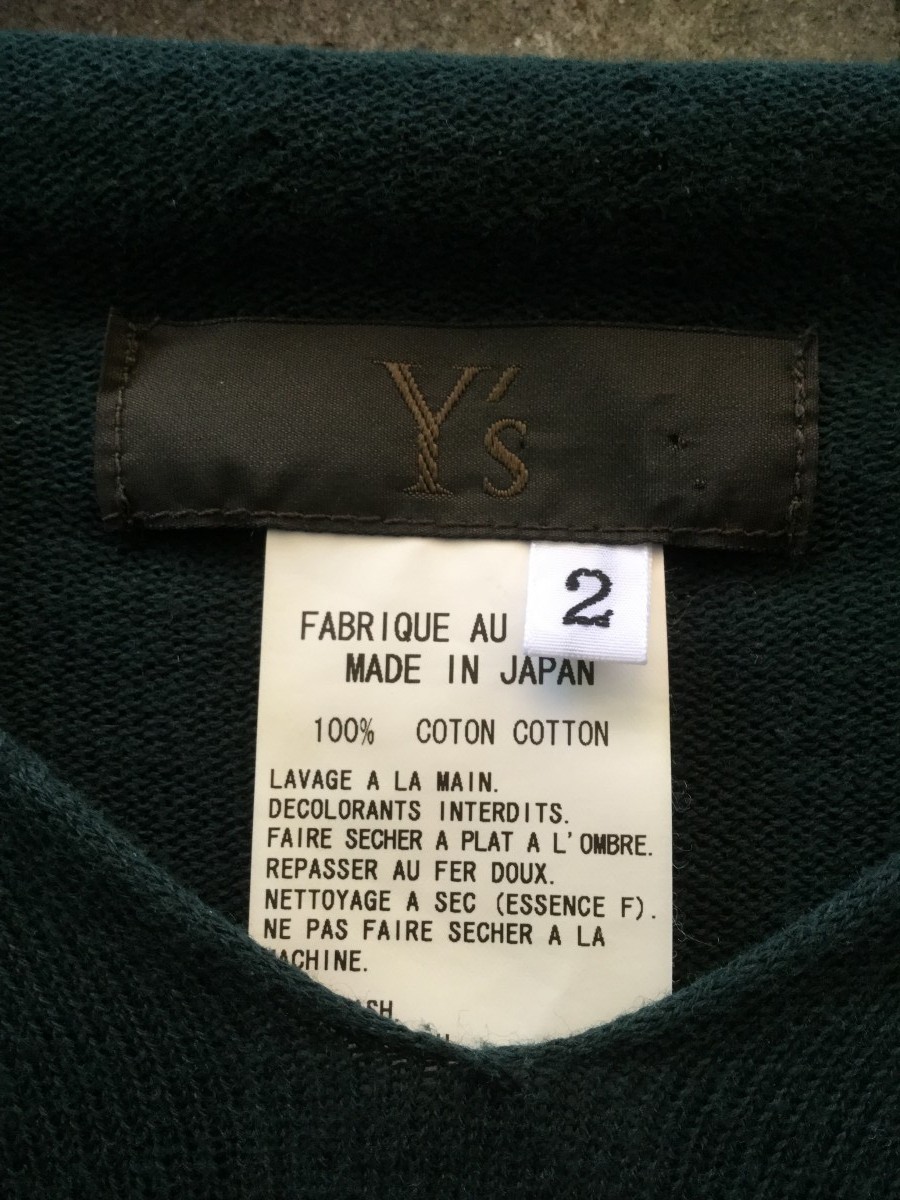 Y's
2
FABRIQUE AU
MADE IN JAPAN
100% COTON COTTON
LAVAGE A LA MAIN.
DECOLORANTS INTERDITS.
FAIRE SECHER A PLAT A L'OMBRE.
REPASSER AU FER DOUX.
NETTOYAGE A SEC (ESSENCE F).
NE PAS FAIRE SECHER A LA
MACHINE.